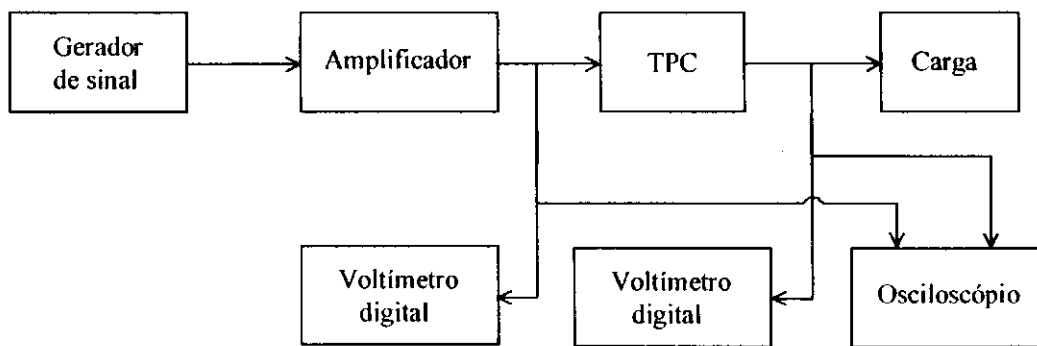 Gerador
de sinal
Amplificador
TPC
Carga
Voltímetro
digital
Voltímetro
digital
Osciloscópio